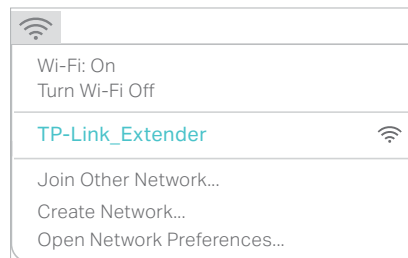 Wi-Fi: On
Turn Wi-Fi Off
TP-Link_Extender
Join Other Network...
Create Network...
Open Network Preferences...